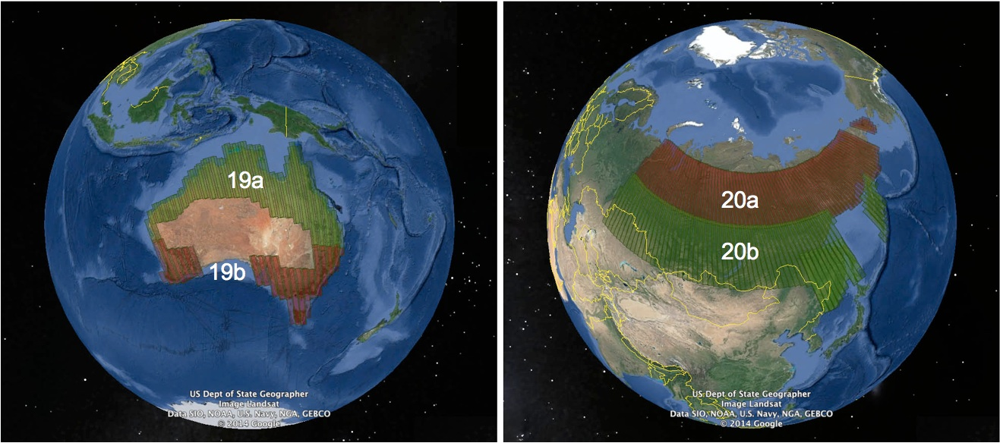 19a
19b
US Dept of State Geographer
Image Landsat
Data SIO, NOAA, U.S. Navy, NGA, GEBCO
© 2014 Google
20a
20b
US Dept of State Geographer
Image Landsat
Data SIO, NOAA, U.S. Navy, NGA, GEBCO
© 2014 Google